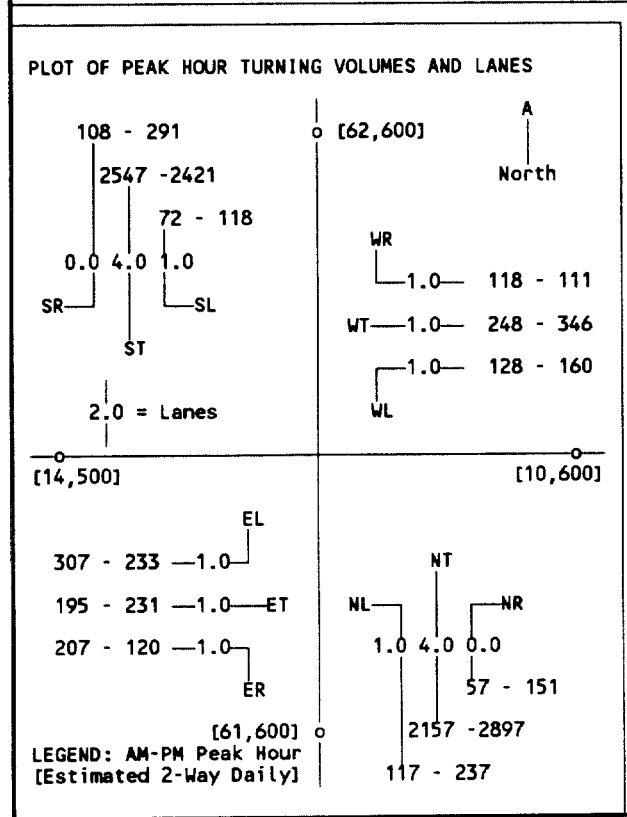 PLOT OF PEAK HOUR TURNING VOLUMES AND LANES
108 - 291
[62,600]
A
North
2547 -2421
72 - 118
0.0 4.0 1.0
SR
SL
ST
WR
1.0 118 - 111
WT 1.0 248 - 346
1.0 128 - 160
WL
2.0 = Lanes
[14,500]
[10,600]
EL
307 - 233 1.0
195 - 231 1.0 ET
207 - 120 1.0
ER
NT
NL
NR
1.0 4.0 0.0
57 - 151
2157 -2897
117 - 237
[61,600]
LEGEND: AM-PM Peak Hour
[Estimated 2-Way Daily]